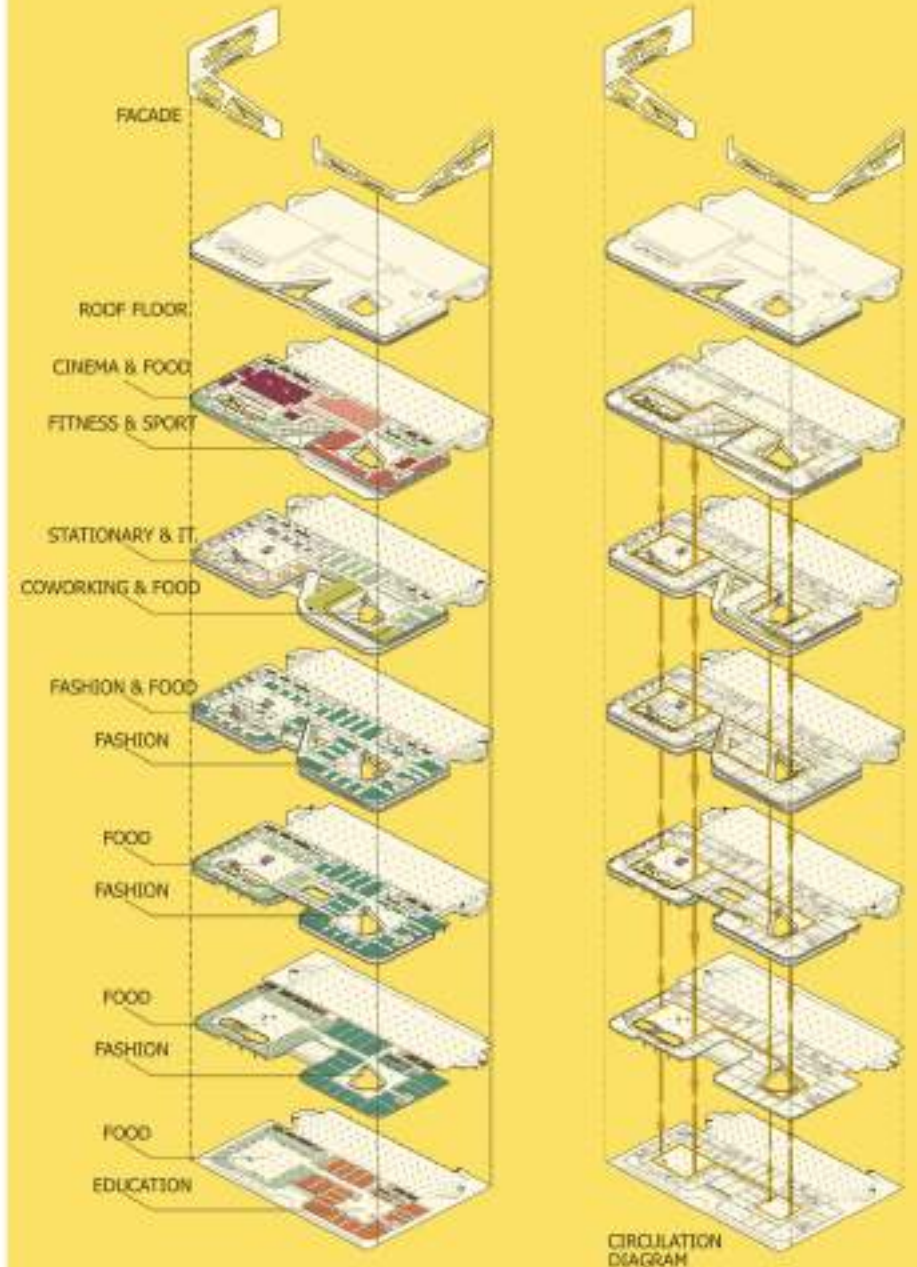 FACADE
ROOF FLOOR.
CINEMA & FOOD
FITNESS & SPORT
STATIONARY & IT.
COWORKING & FOOD
FASHION & FOOD
FASHION
FOOD
FASHION
FOOD
FASHION
FOOD
EDUCATION
CIRCULATION
DIAGRAM